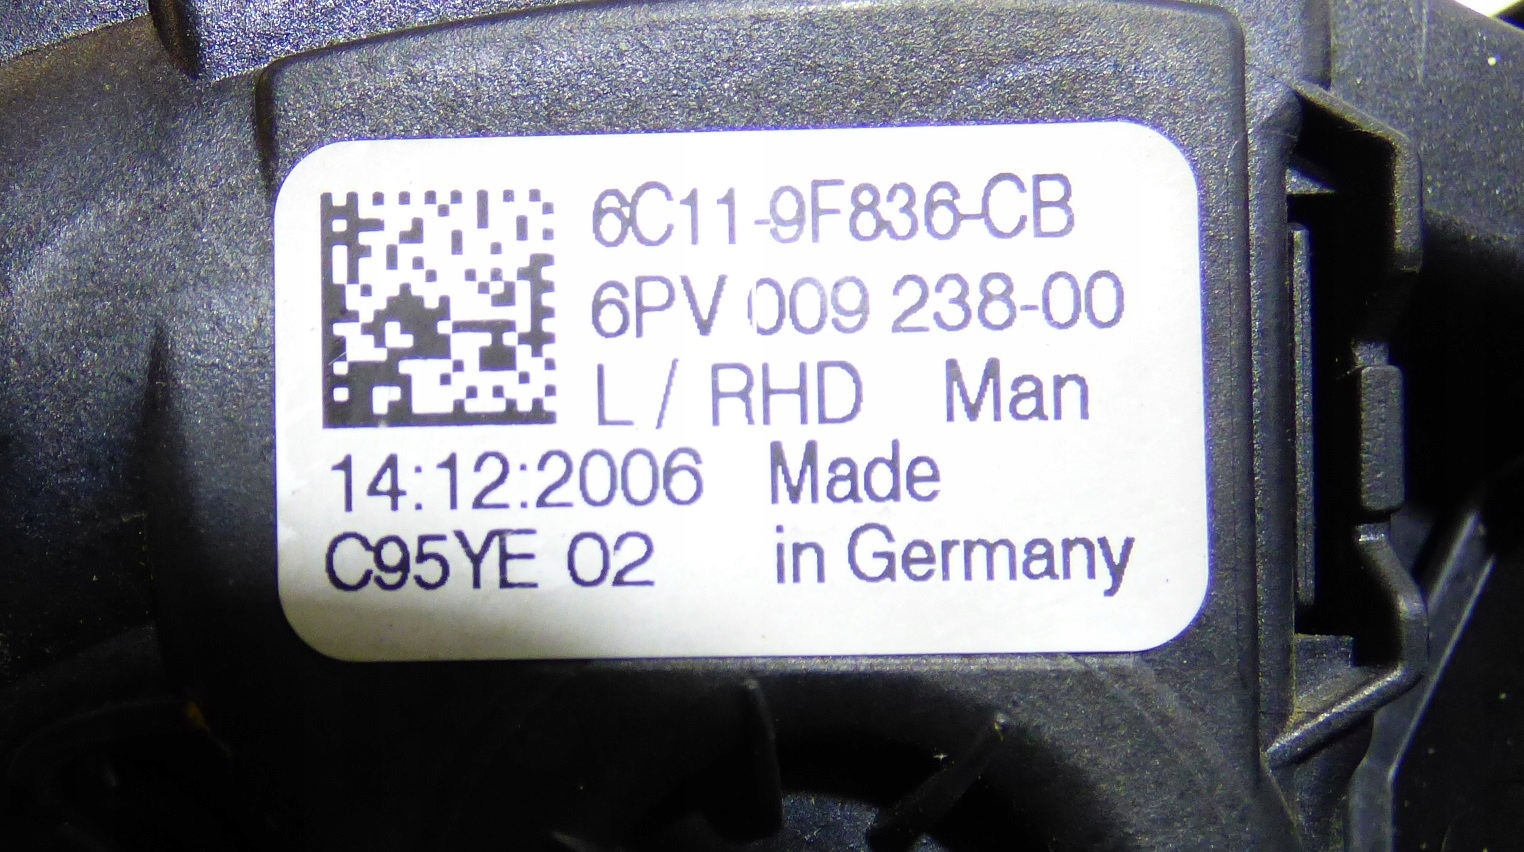 6C11-9F836-CB
6PV 009 238-00
L / RHD Man
14:12:2006 Made
C95YE 02 in Germany